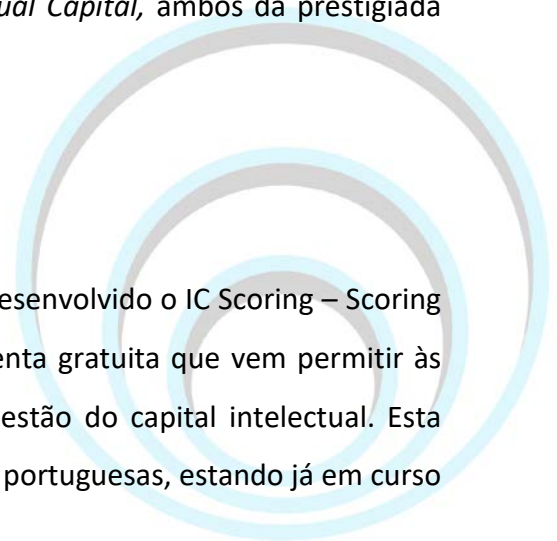 ual Capital, ambos da prestigiada
esenvolvido o IC Scoring – Scoring
enta gratuita que vem permitir às
estão do capital intelectual. Esta
portuguesas, estando já em curso